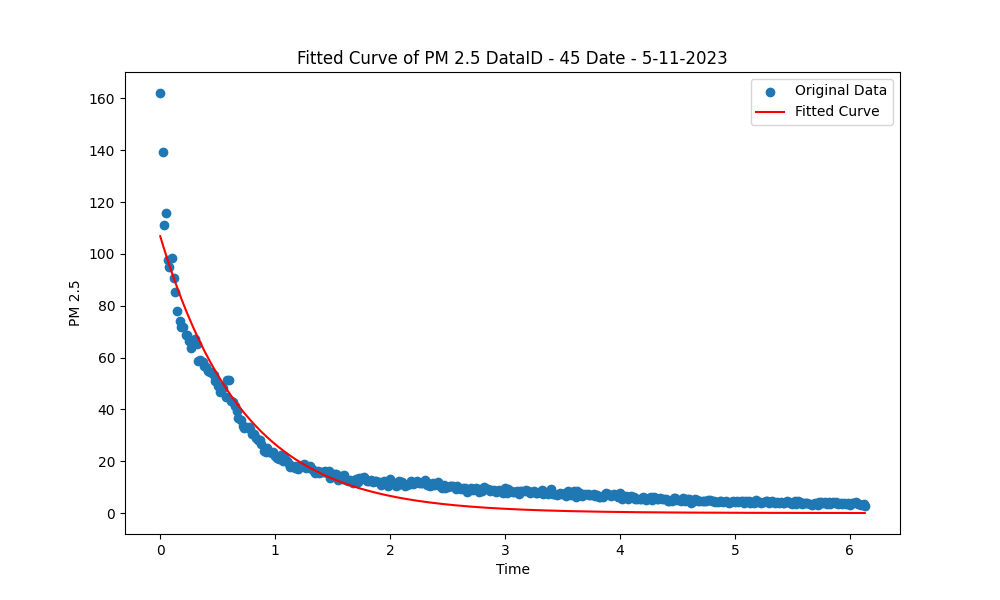 Fitted Curve of PM 2.5 DataID - 45 Date - 5-11-2023
Original Data
Fitted Curve
160
140
120
100
80
60
40
20
0
PM 2.5
0 1 2 3 4 5 6
Time